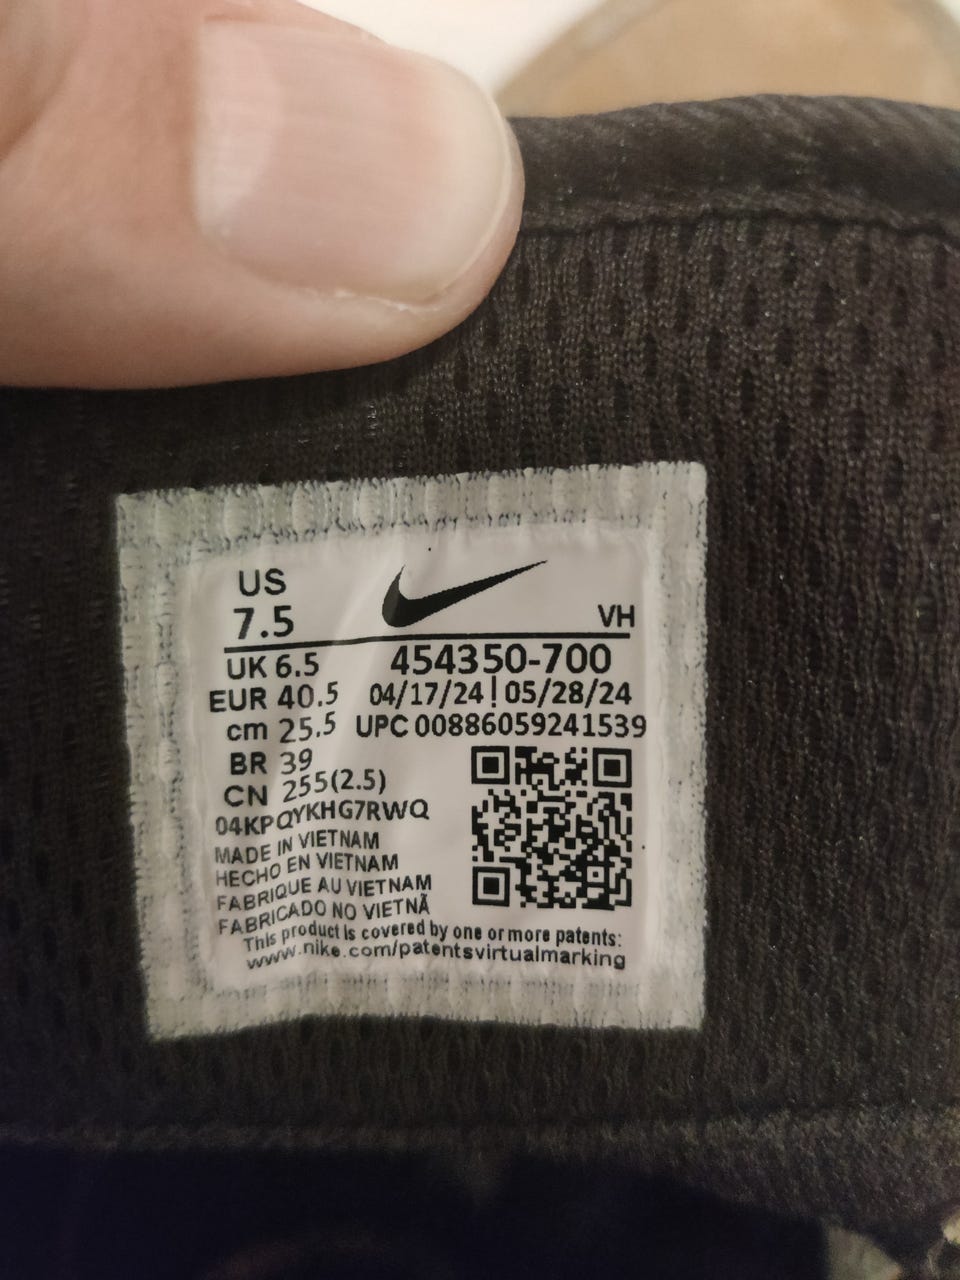 US
7.5
VH
UK 6.5
454350-700
EUR 40.5
04/17/24 | 05/28/24
cm 25.5
UPC 00886059241539
BR 39
CN 255(2.5)
04KPQYKHG7RWQ
MADE IN VIETNAM
HECHO EN VIETNAM
FABRIQUE AU VIETNAM
FABRICADO NO VIETNÃ
This product is covered by one or more patents:
www.nike.com/patentsvirtualmarking